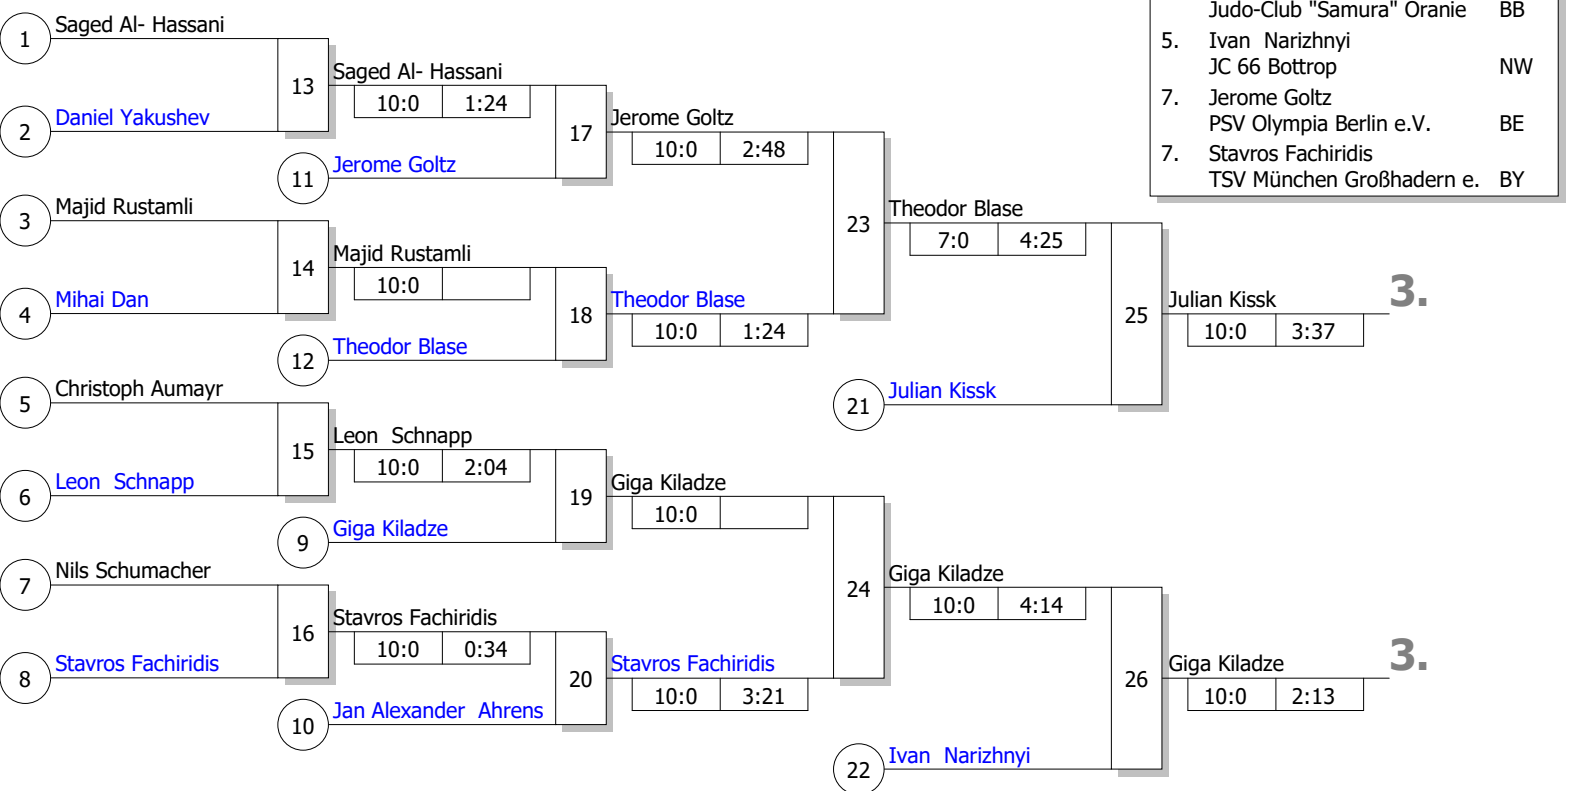 Judo-Club "Samura" Oranie BB
5. Ivan Narizhnyi
JC 66 Bottrop NW
7. Jerome Goltz
PSV Olympia Berlin e.V. BE
7. Stavros Fachiridis
TSV München Großhadern e. BY
1 Saged Al- Hassani
13
Saged Al- Hassani
10:0 1:24
2 Daniel Yakushev
17
Jerome Goltz
10:0 2:48
11 Jerome Goltz
3 Majid Rustamli
23
Theodor Blase
7:0 4:25
14
Majid Rustamli
10:0
4 Mihai Dan
18
Theodor Blase
10:0 1:24
12 Theodor Blase
25
Julian Kissk
10:0 3:37
3.
5 Christoph Aumayr
21 Julian Kissk
15
Leon Schnapp
10:0 2:04
6 Leon Schnapp
19
Giga Kiladze
10:0
9 Giga Kiladze
7 Nils Schumacher
24
Giga Kiladze
10:0 4:14
16
Stavros Fachiridis
10:0 0:34
8 Stavros Fachiridis
20
Stavros Fachiridis
10:0 3:21
10 Jan Alexander Ahrens
26
Giga Kiladze
10:0 2:13
3.
22 Ivan Narizhnyi